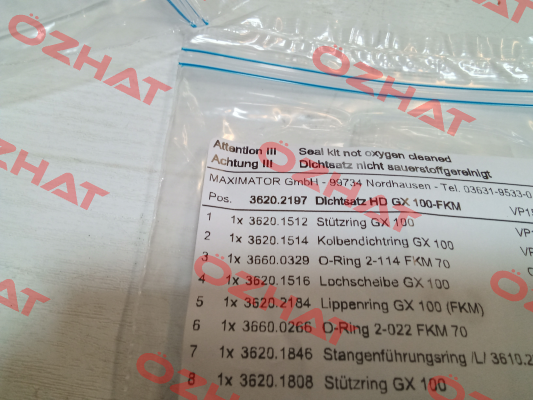 ÖZHAT
Attention !!! Seal kit not oxygen cleaned
Achtung !!! Dichtsatz nicht sauerstoffgereinigt
MAXIMATOR GmbH - 99734 Nordhausen - Tel. 03631-9533-0
Pos. 3620.2197 Dichtsatz HD GX 100-FKM
1 1x 3620.1512 Stützring GX 100
2 1x 3620.1514 Kolbendichtring GX 100
3 1x 3660.0329 O-Ring 2-114 FKM 70
4 1x 3620.1516 Lochscheibe GX 100
5 1x 3620.2184 Lippenring GX 100 (FKM)
6 1x 3660.0266 O-Ring 2-022 FKM 70
7 1x 3620.1846 Stangenführungsring /L/ 3610.2
8 1x 3620.1808 Stützring GX 100